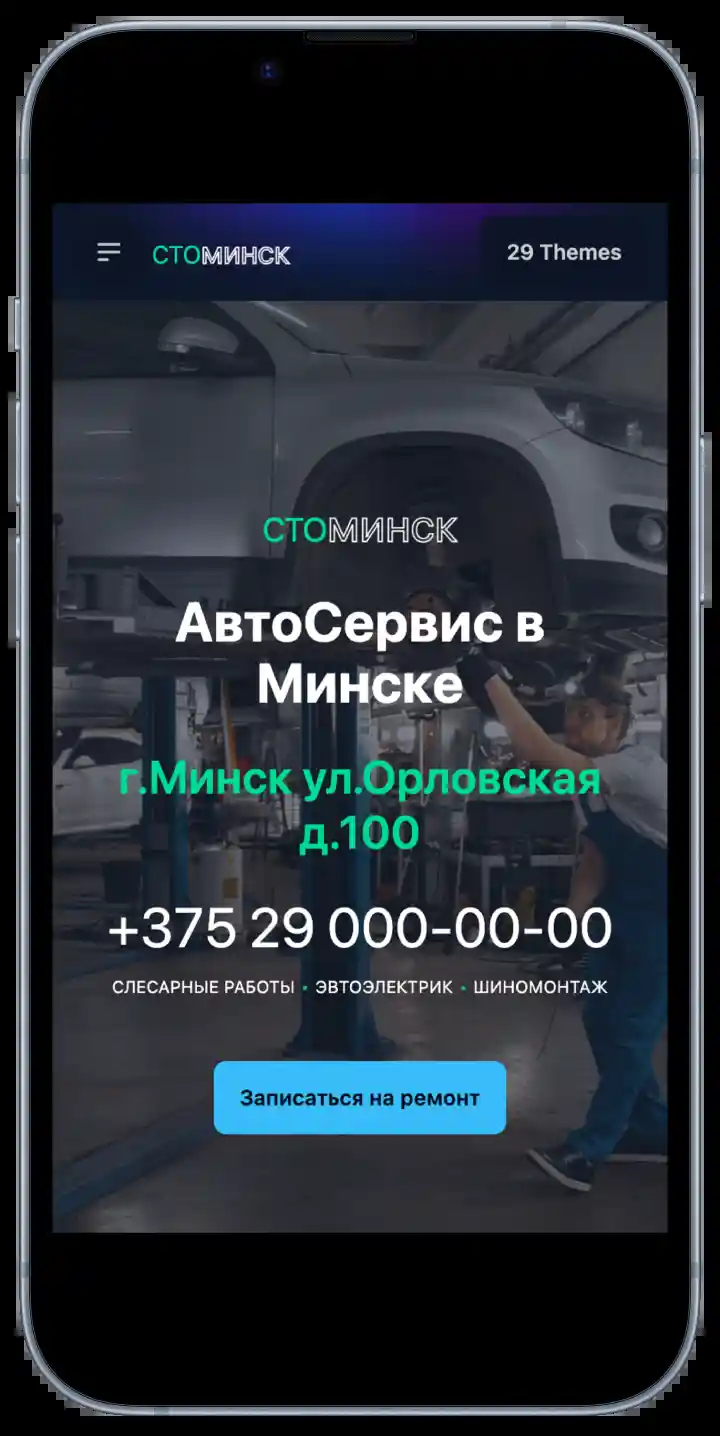 СТОМИНСК
29 Themes
СТОМИНСК
АвтоСервис в
Минске
г.Минск ул.Орловская
д.100
+375 29 000-00-00
СЛЕСАРНЫЕ РАБОТЫ • ЭВТОЭЛЕКТРИК • ШИНОМОНТАЖ
Записаться на ремонт